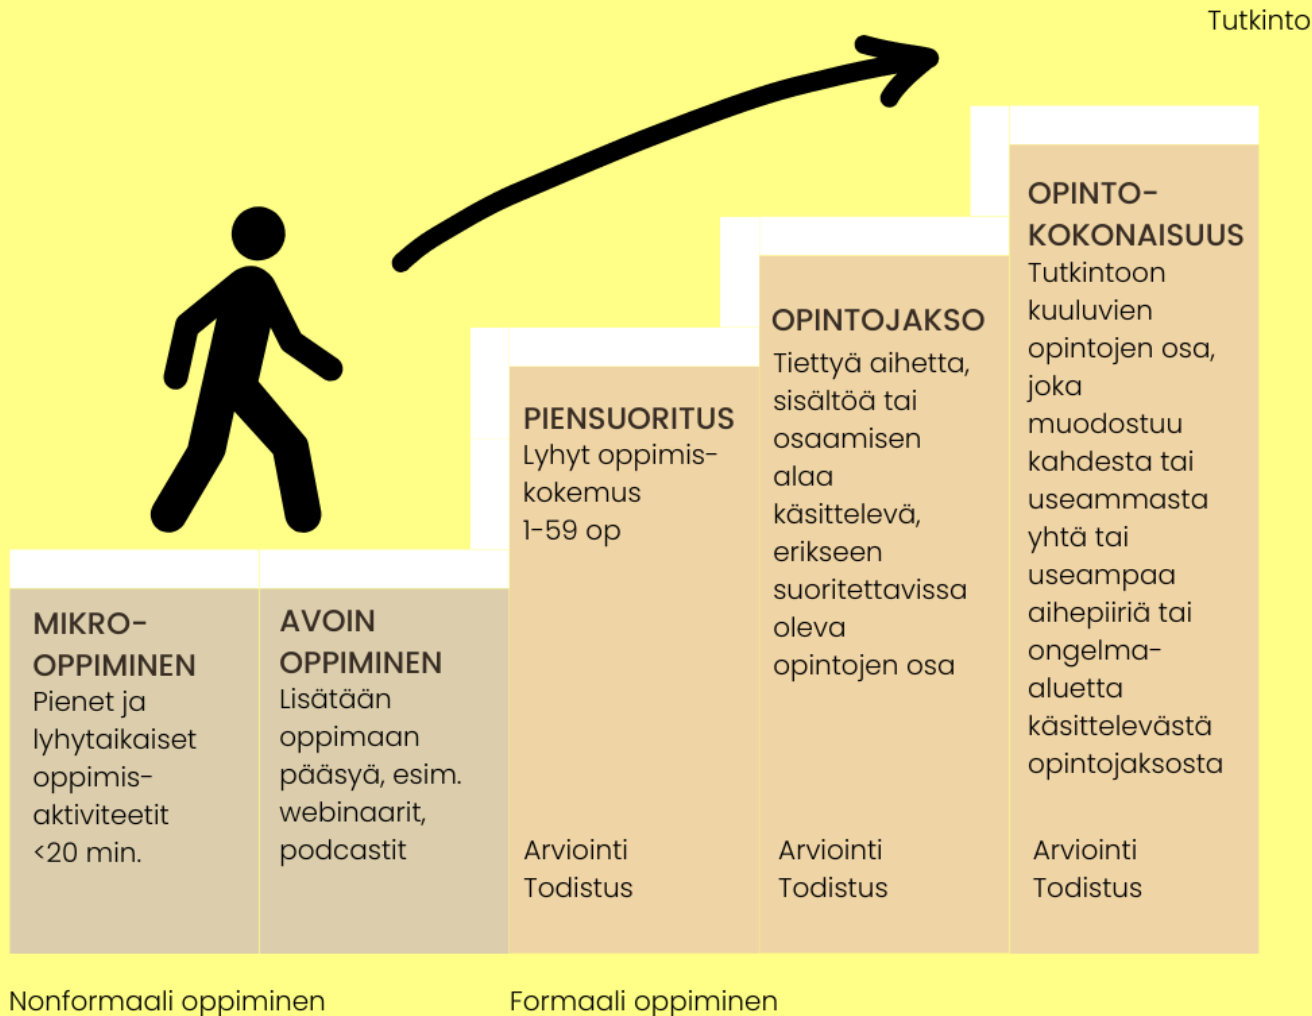 Tutkinto
MIKRO-
OPPIMINEN
Pienet ja
lyhytaikaiset
oppimis-
aktiviteetit
<20 min.
AVOIN
OPPIMINEN
Lisätään
oppimaan
pääsyä, esim.
webinaarit,
podcastit
PIENSUORITUS
Lyhyt oppimis-
kokemus
1-59 op
Arviointi
Todistus
OPINTOJAKSO
Tiettyä aihetta,
sisältöä tai
osaamisen
alaa
käsittelevä,
erikseen
suoritettavissa
oleva
opintojen osa
Arviointi
Todistus
OPINTO-
KOKONAISUUS
Tutkintoon
kuuluvien
opintojen osa,
joka
muodostuu
kahdesta tai
useammasta
yhtä tai
useampaa
aihepiiriä tai
ongelma-
aluetta
käsittelevästä
opintojaksosta
Arviointi
Todistus
Nonformaali oppiminen
Formaali oppiminen